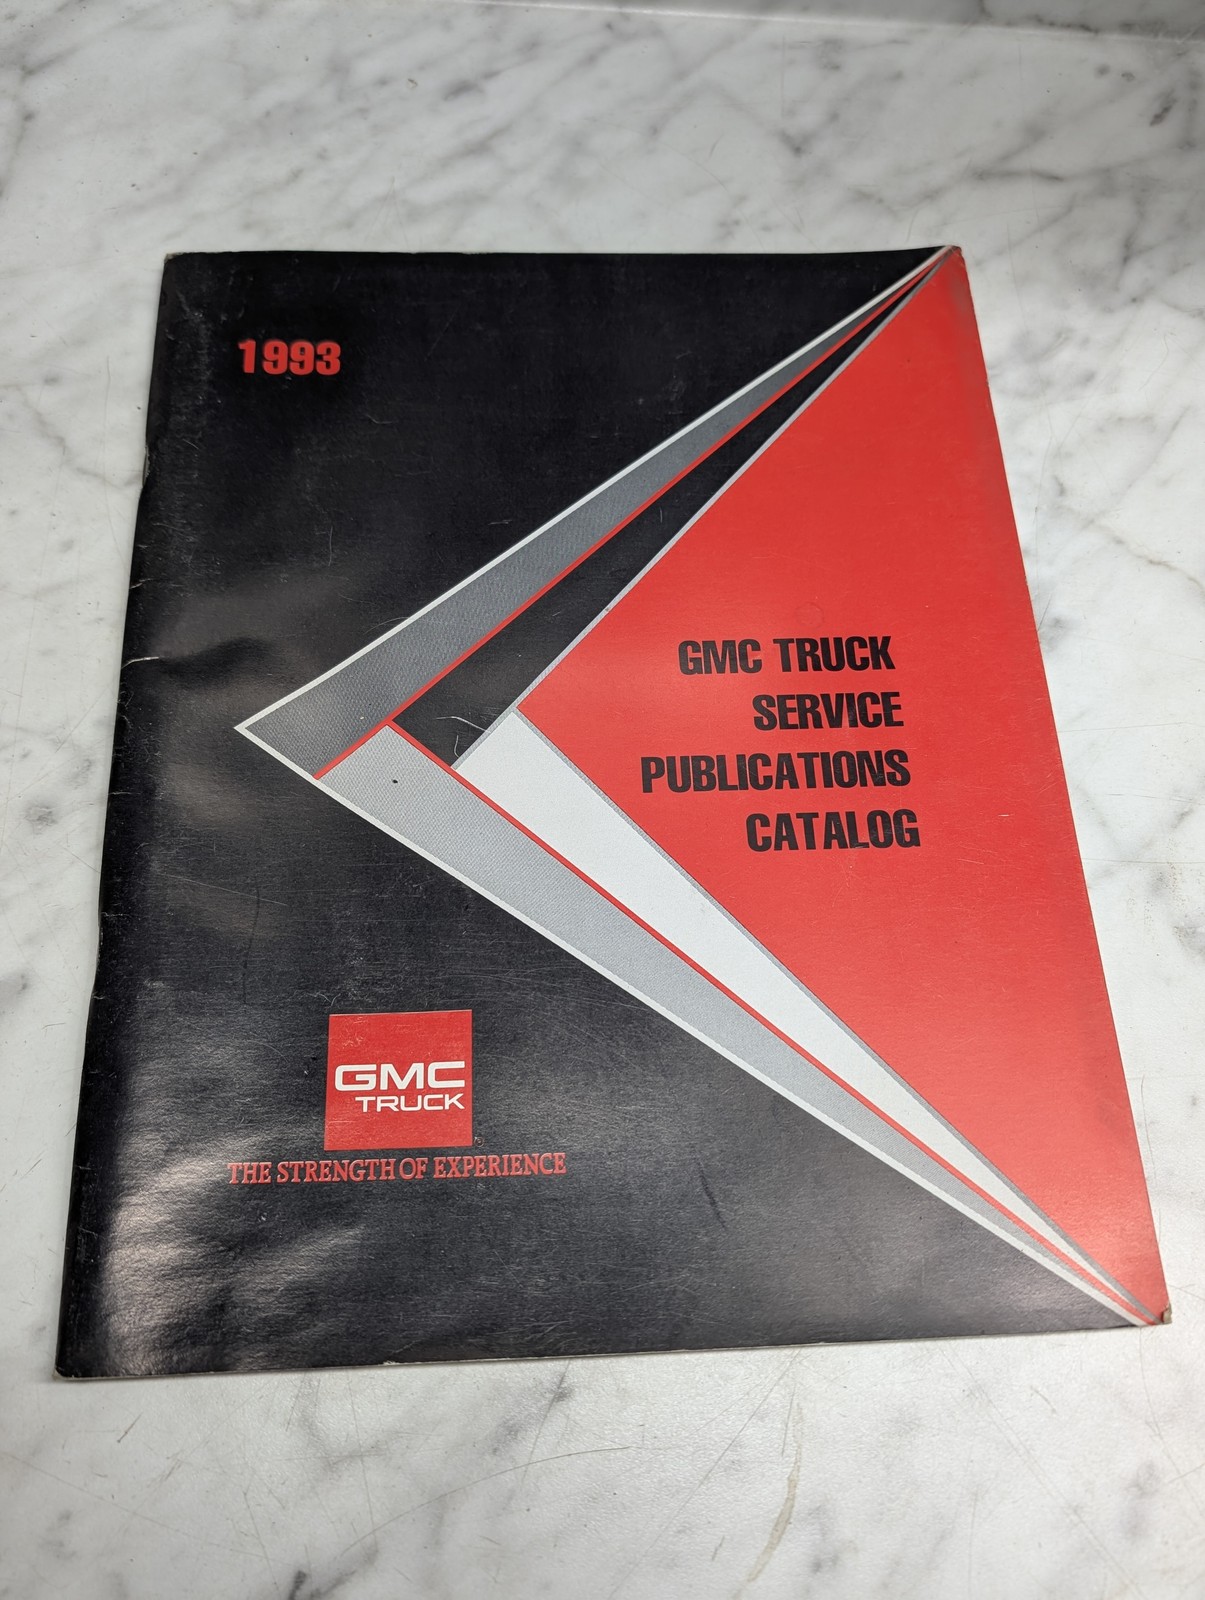 1993
GMC TRUCK
SERVICE
PUBLICATIONS
CATALOG
GMC
TRUCK
THE STRENGTH OF EXPERIENCE